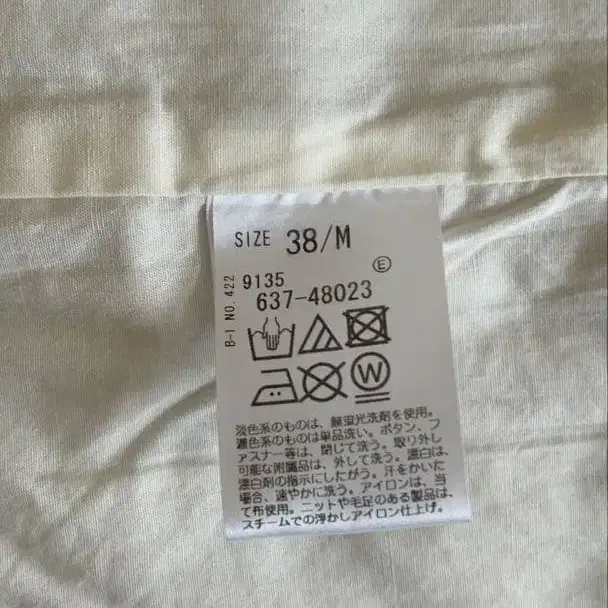 SIZE 38/M
Ⓔ
9135
637-48023
B-1 NO. 422
W
淡色系のものは、無蛍光洗剤を使用。
濃色系のものは単品洗い。ボタン、フ
ァスナー等は、閉じて洗う。取り外し
可能な附属品は、外して洗う。漂白は、
漂白剤の指示にしたがう。汗をかいた
場合、速やかに洗う。アイロンは、当
て布使用。ニットや毛足のある製品は、
スチームでの浮かしアイロン仕上げ。